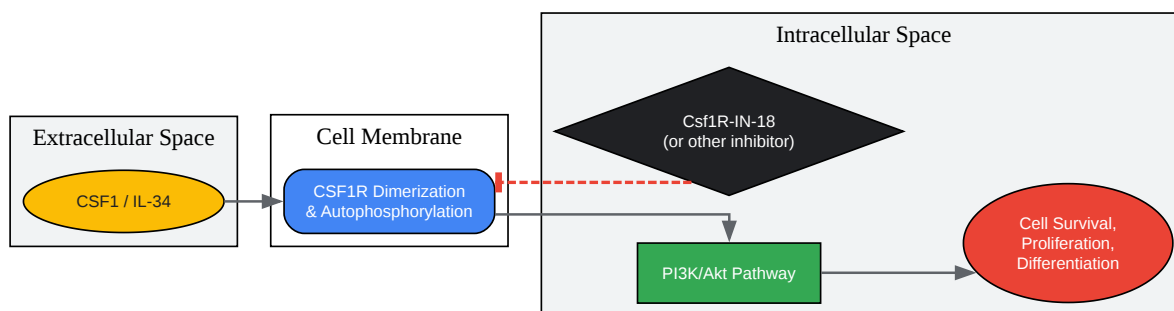 Extracellular Space
CSF1 / IL-34
Cell Membrane
CSF1R Dimerization
& Autophosphorylation
Intracellular Space
Csf1R-IN-18
(or other inhibitor)
PI3K/Akt Pathway
Cell Survival,
Proliferation,
Differentiation